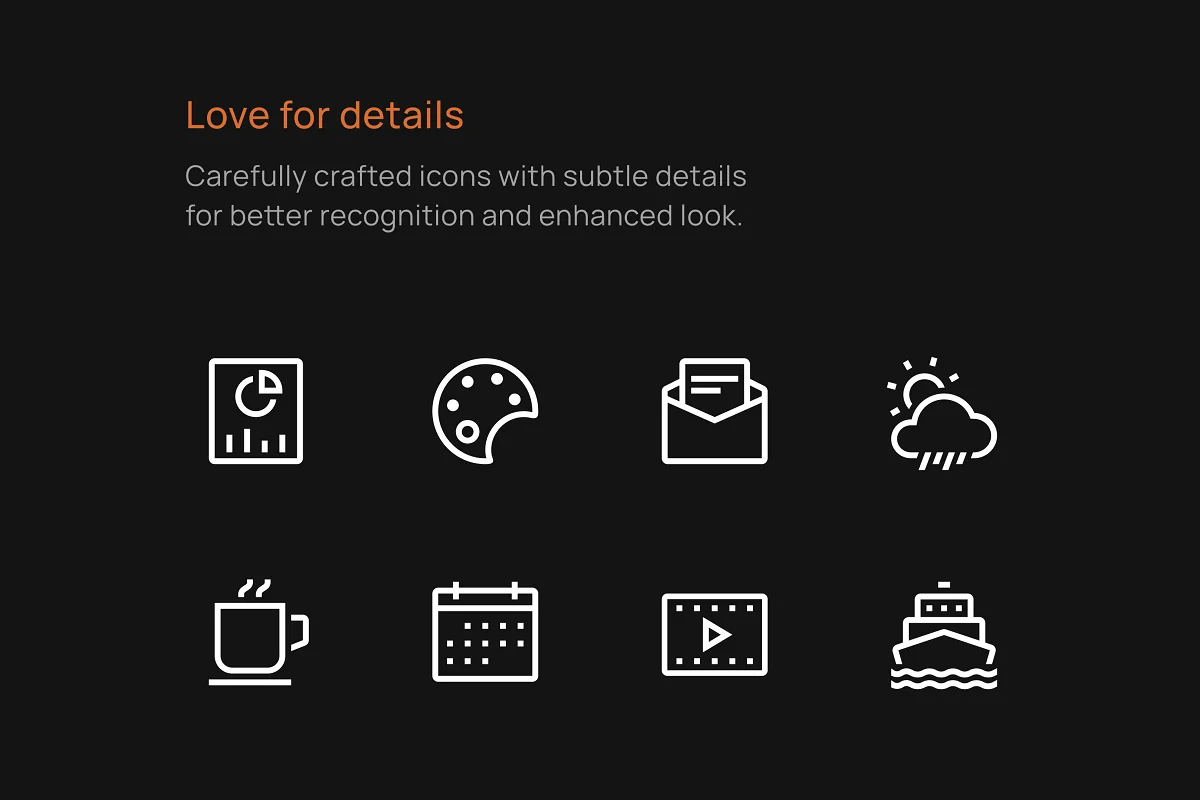 Love for details
Carefully crafted icons with subtle details
for better recognition and enhanced look.